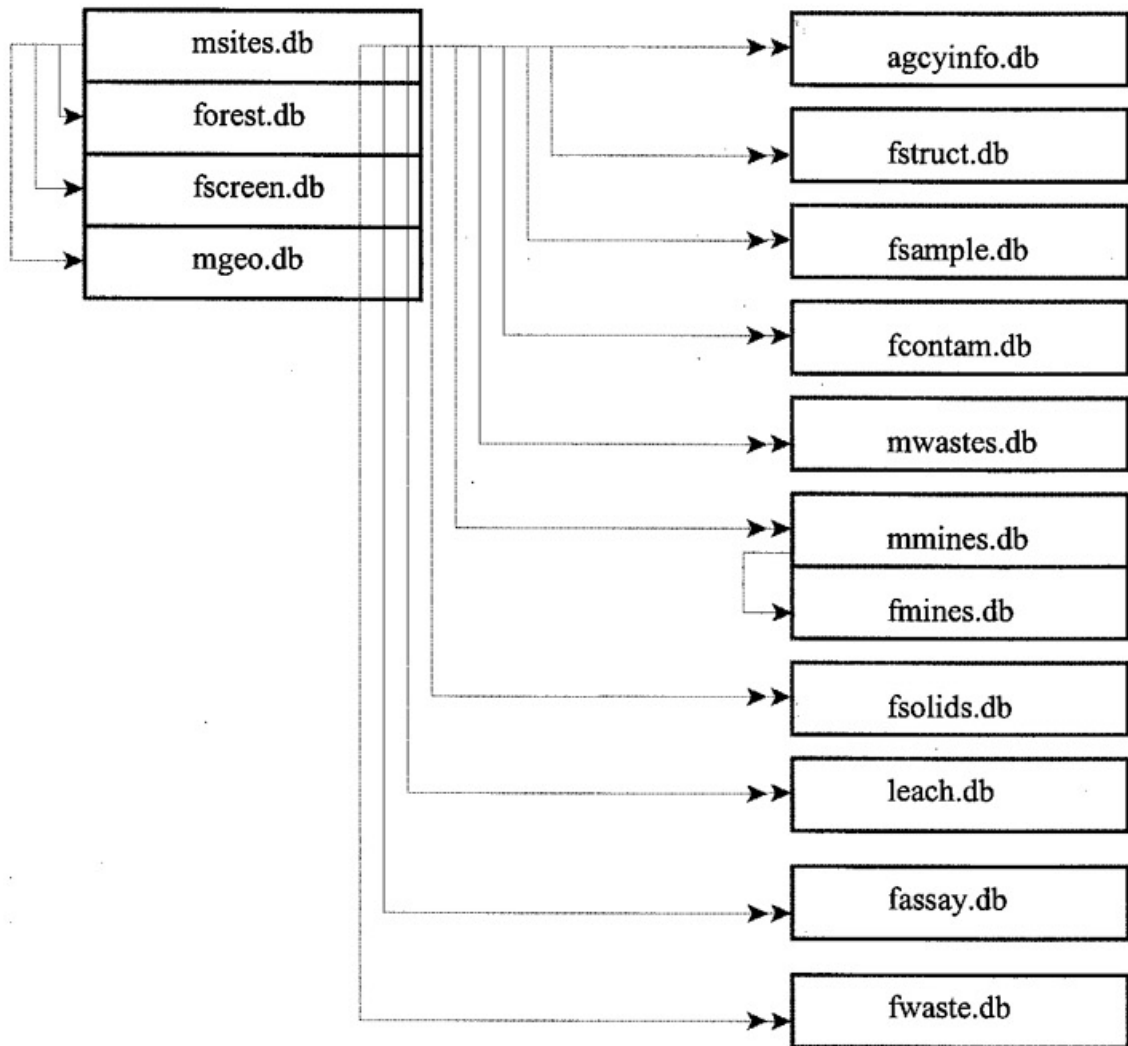 msites.db
forest.db
fscreen.db
mgeo.db
agcyinfo.db
fstruct.db
fsample.db
fcontam.db
mwastes.db
mmines.db
fmines.db
fsolids.db
leach.db
fassay.db
fwaste.db